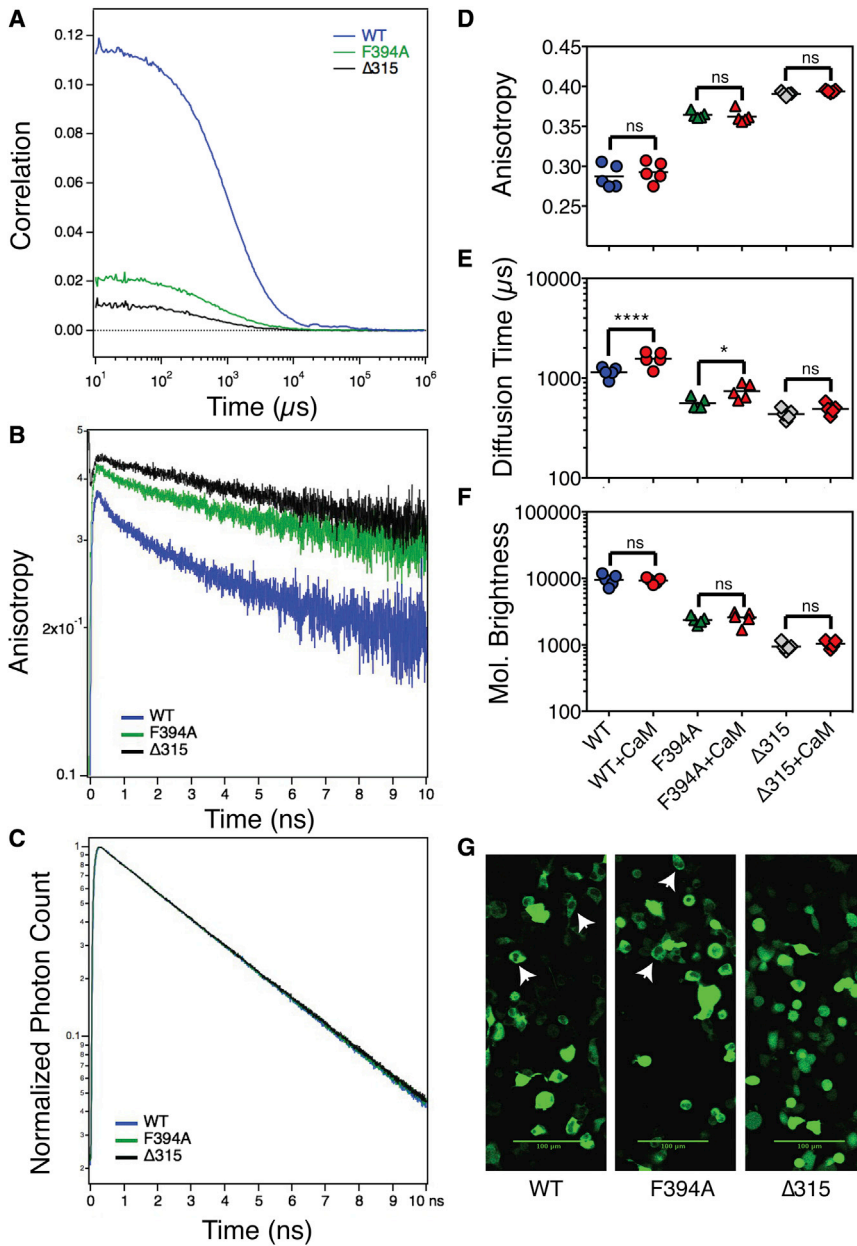 A
WT
F394A
Δ315
0.12
0.10
0.08
0.06
0.04
0.02
0.00
Correlation
10¹ 10² 10³ 10⁴ 10⁵ 10⁶
Time (µs)
B
5
4
3
2x10⁻¹
0.1
Anisotropy
WT
F394A
Δ315
0 1 2 3 4 5 6 7 8 9 10
Time (ns)
C
1
9
8
7
6
5
4
3
2
0.1
9
8
7
6
5
4
3
2
Normalized Photon Count
WT
F394A
Δ315
0 1 2 3 4 5 6 7 8 9 10 ns
Time (ns)
D
Anisotropy
0.45
0.40
0.35
0.30
0.25
ns
ns
ns
E
Diffusion Time (µs)
10000
1000
100
****
*
ns
F
Mol. Brightness
100000
10000
1000
100
ns
ns
ns
WT
WT+CaM
F394A
F394A+CaM
Δ315
Δ315+CaM
G
100 µm
100 µm
100 µm
WT
F394A
Δ315